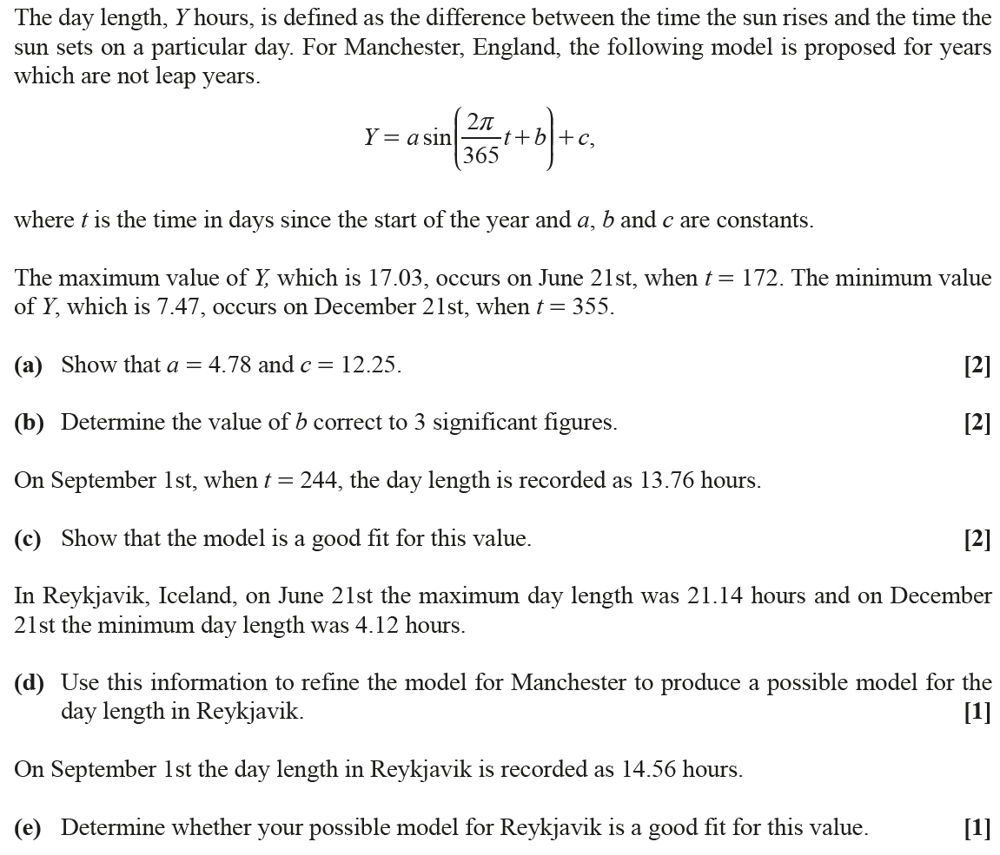 The day length, Y hours, is defined as the difference between the time the sun rises and the time the
sun sets on a particular day. For Manchester, England, the following model is proposed for years
which are not leap years.
Y = a sin(2π/365 t + b) + c,
where t is the time in days since the start of the year and a, b and c are constants.
The maximum value of Y, which is 17.03, occurs on June 21st, when t = 172. The minimum value
of Y, which is 7.47, occurs on December 21st, when t = 355.
(a) Show that a = 4.78 and c = 12.25. [2]
(b) Determine the value of b correct to 3 significant figures. [2]
On September 1st, when t = 244, the day length is recorded as 13.76 hours.
(c) Show that the model is a good fit for this value. [2]
In Reykjavik, Iceland, on June 21st the maximum day length was 21.14 hours and on December
21st the minimum day length was 4.12 hours.
(d) Use this information to refine the model for Manchester to produce a possible model for the
day length in Reykjavik. [1]
On September 1st the day length in Reykjavik is recorded as 14.56 hours.
(e) Determine whether your possible model for Reykjavik is a good fit for this value. [1]